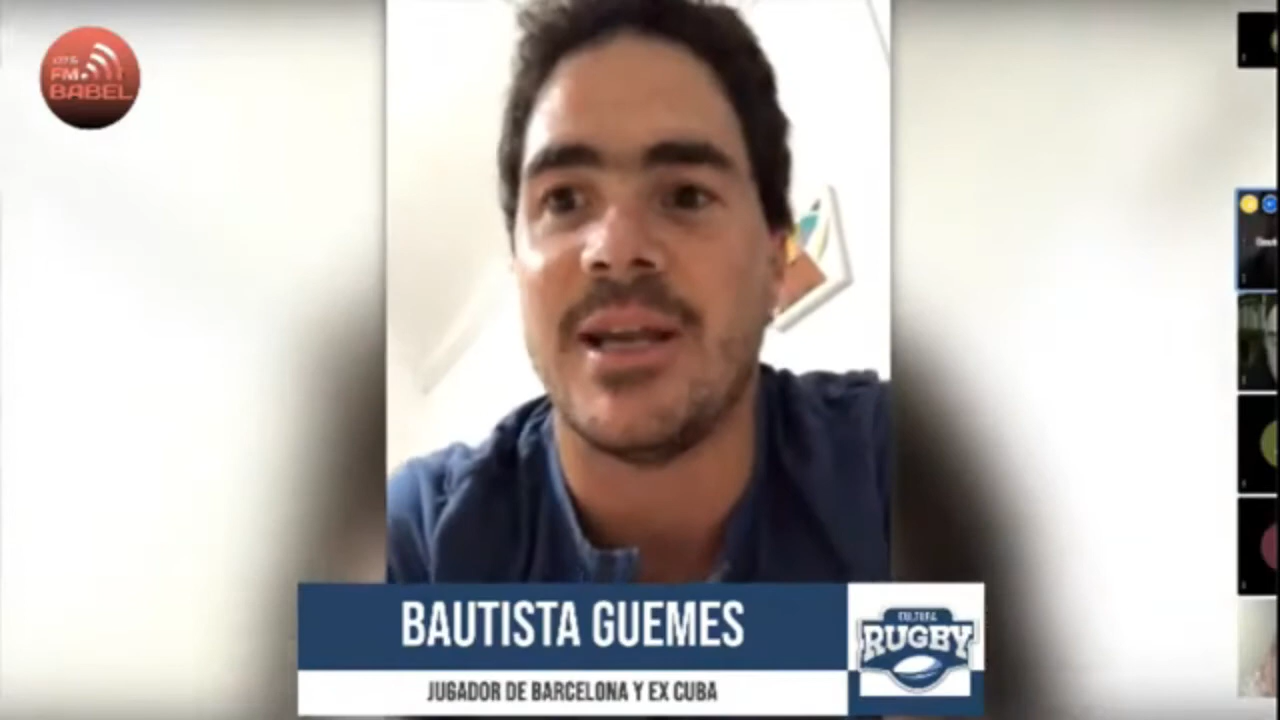 FM
BABEL
BAUTISTA GUEMES
CULTURA
RUGBY
JUGADOR DE BARCELONA Y EX CUBA